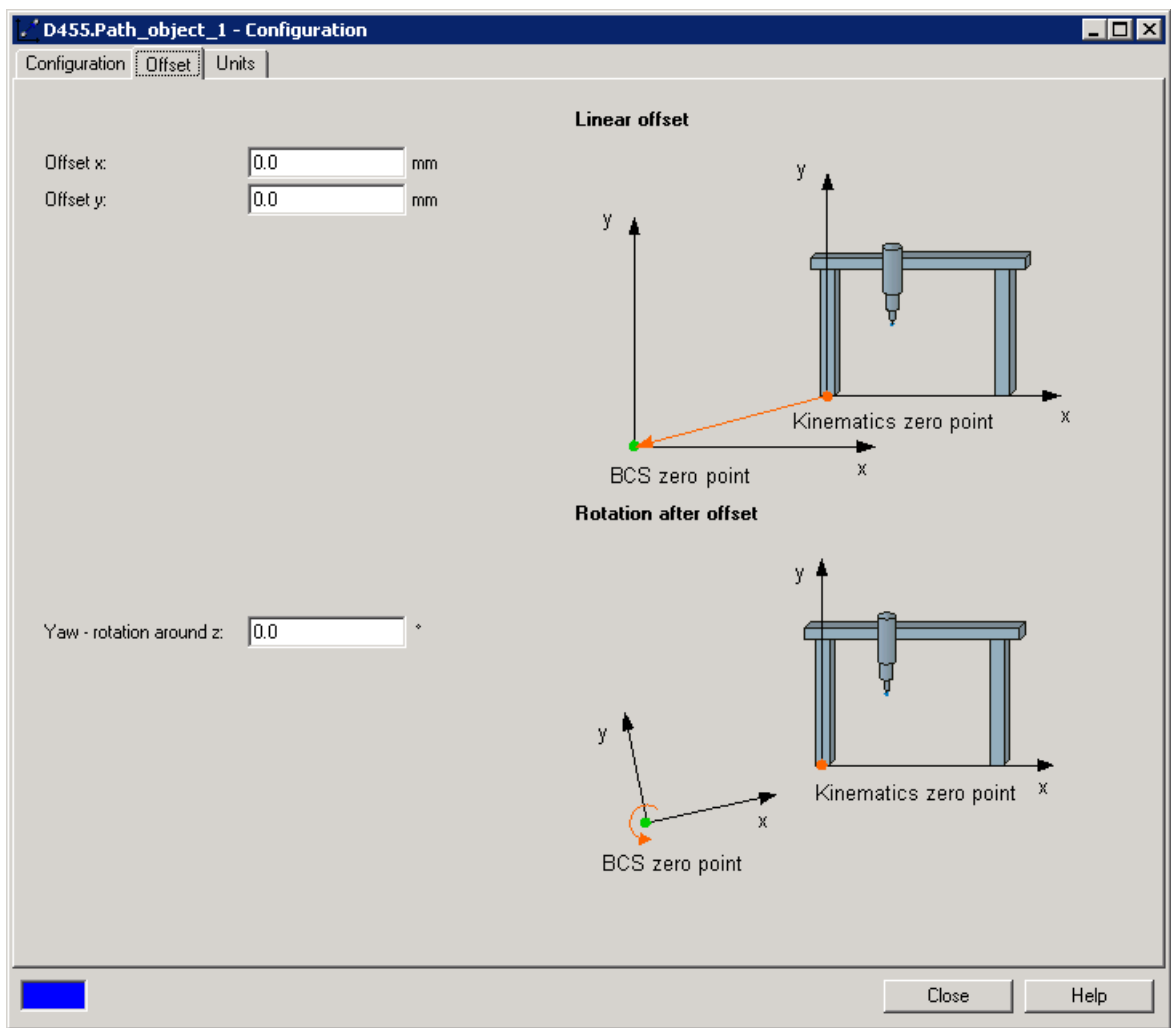 D455.Path_object_1 - Configuration
Configuration Offset Units
Linear offset
Offset x: 0.0 mm
Offset y: 0.0 mm
y
y
Kinematics zero point
x
x
BCS zero point
Rotation after offset
y
Yaw - rotation around z: 0.0 °
y
Kinematics zero point
x
x
BCS zero point
Close Help